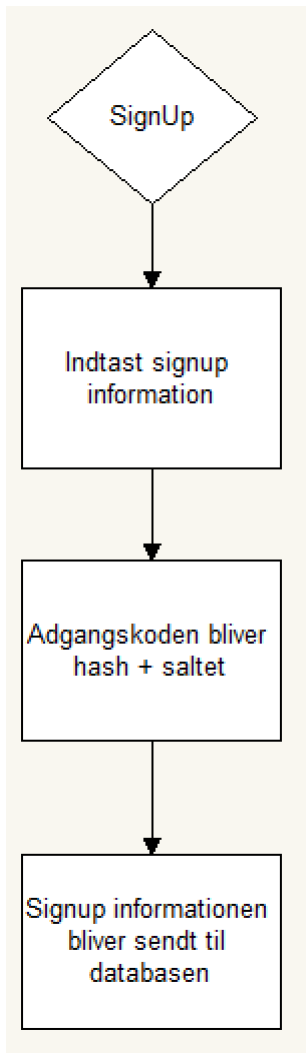 SignUp
Indtast signup
information
Adgangskoden bliver
hash + saltet
Signup informationen
bliver sendt til
databasen